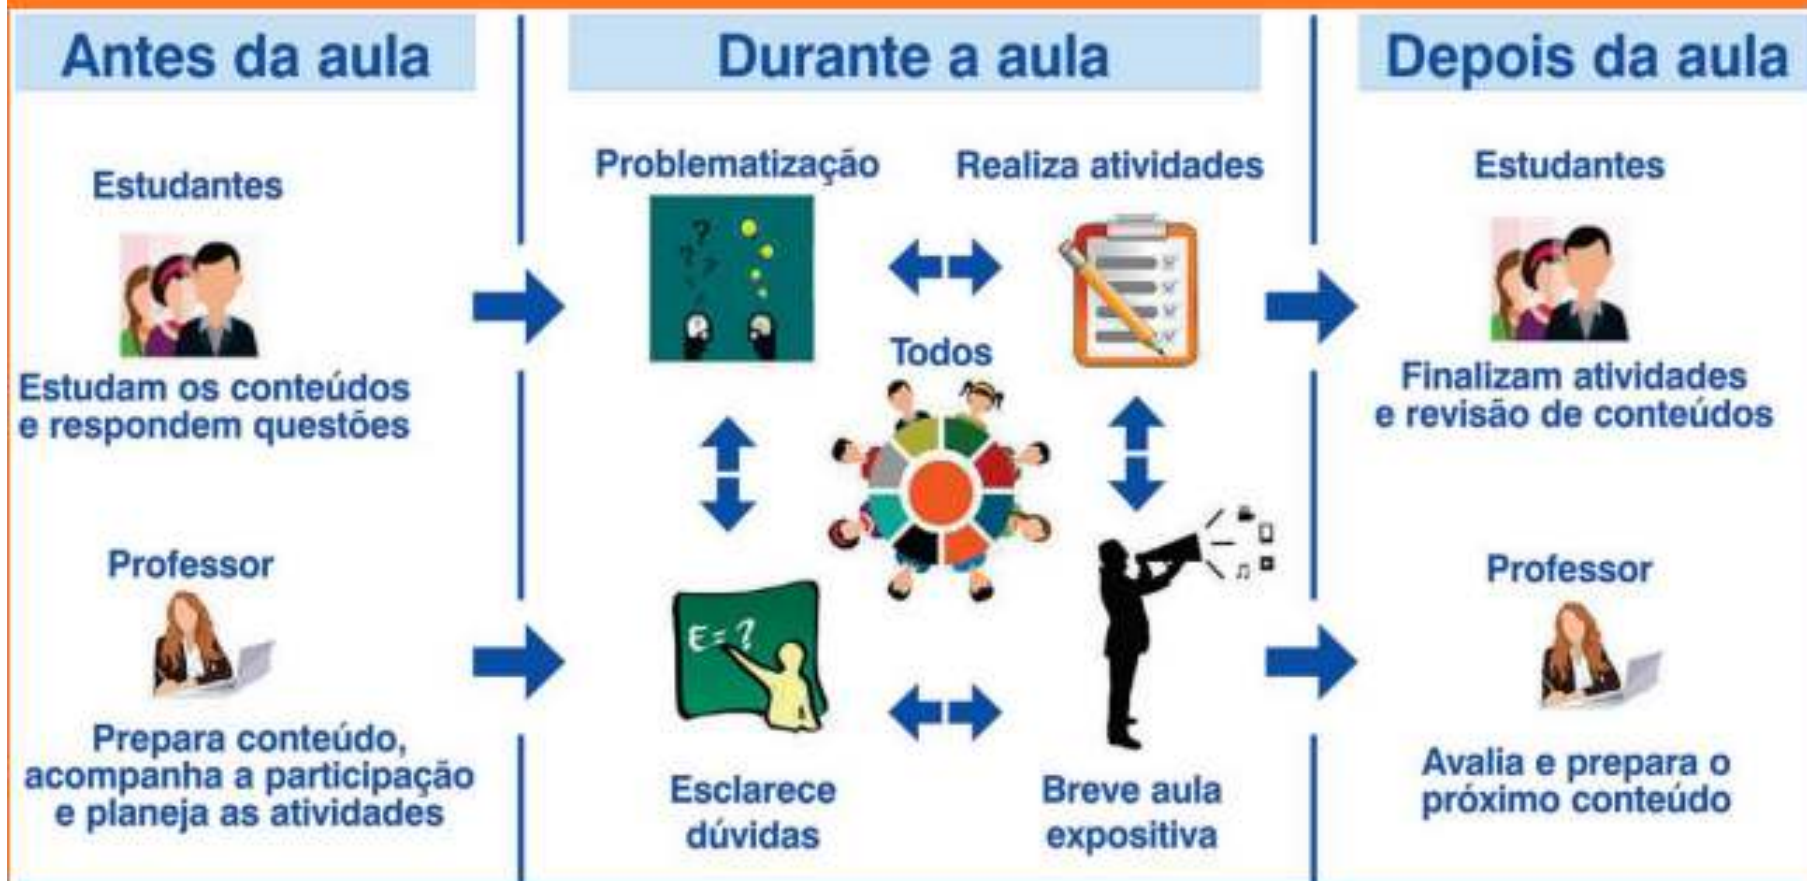 Antes da aula
Estudantes
Estudam os conteúdos
e respondem questões
Professor
Prepara conteúdo,
acompanha a participação
e planeja as atividades
Durante a aula
Problematização
Realiza atividades
Todos
E = ?
Esclarece
dúvidas
Breve aula
expositiva
Depois da aula
Estudantes
Finalizam atividades
e revisão de conteúdos
Professor
Avalia e prepara o
próximo conteúdo